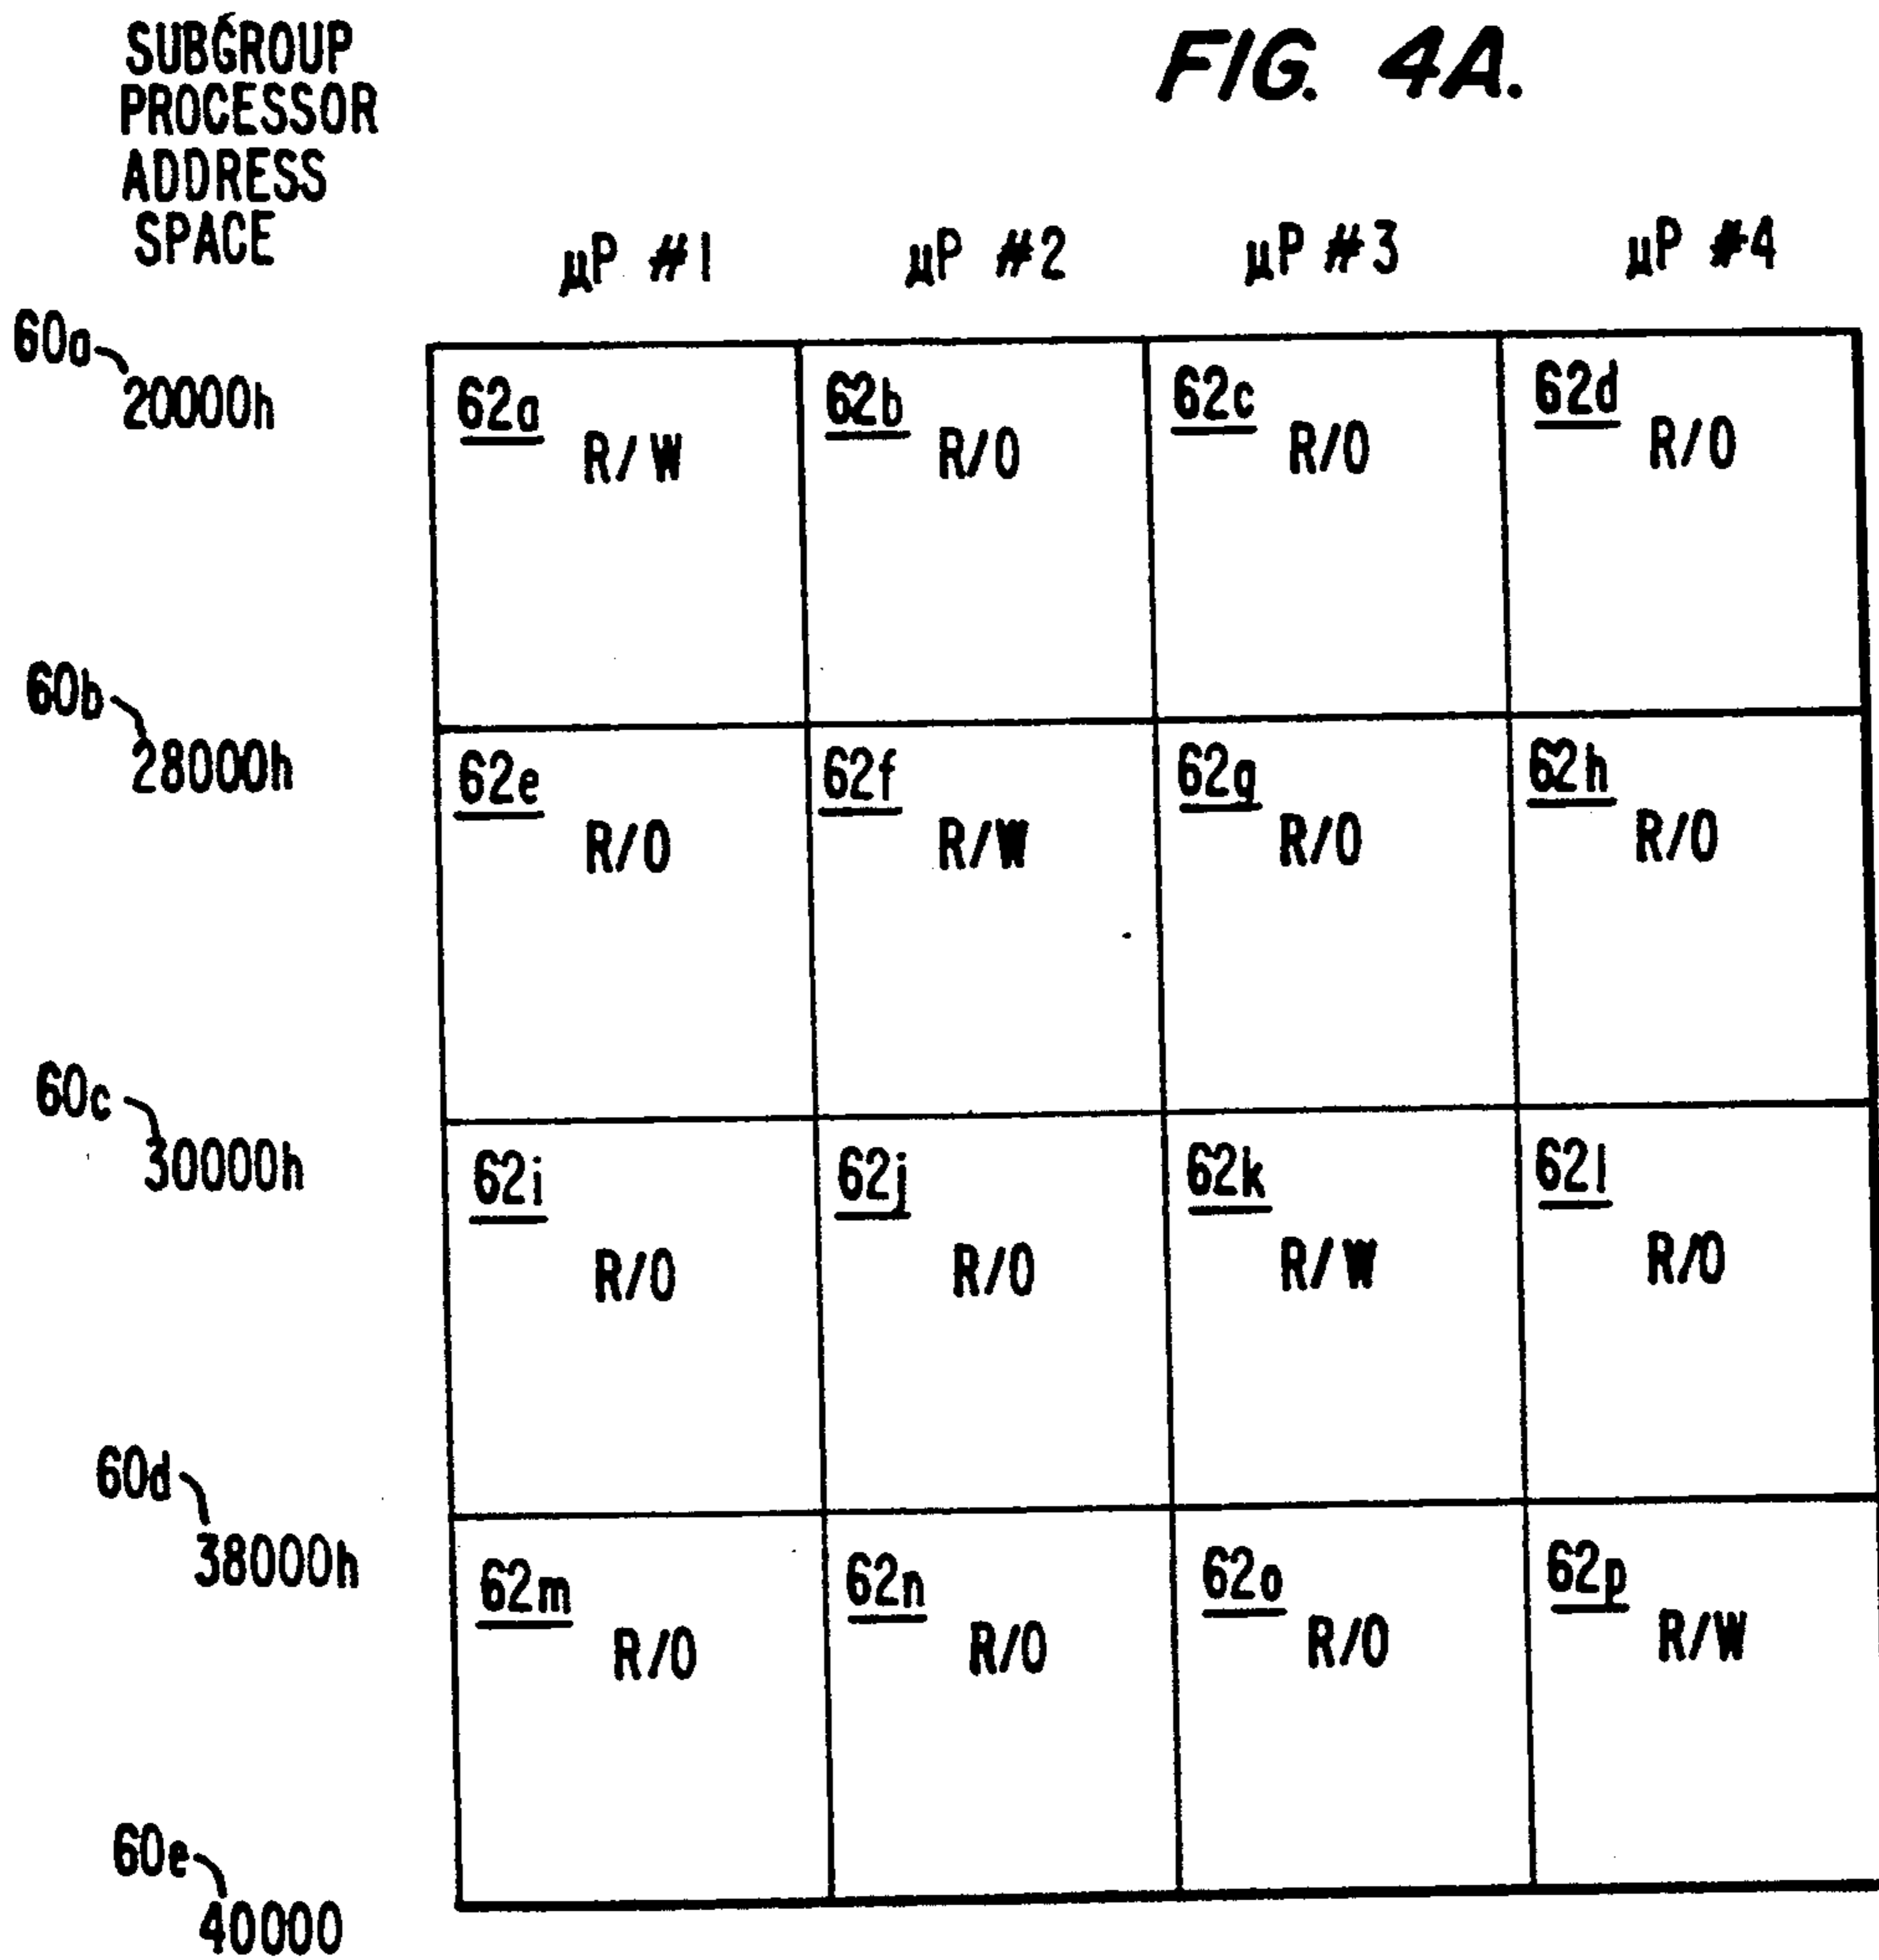 SUBGROUP
PROCESSOR
ADDRESS
SPACE
FIG. 4A.
µP #1 µP #2 µP #3 µP #4
60a
20000h
62a R/W
62b R/O
62c R/O
62d R/O
60b
28000h
62e R/O
62f R/W
62g R/O
62h R/O
60c
30000h
62i R/O
62j R/O
62k R/W
62l R/O
60d
38000h
62m R/O
62n R/O
62o R/O
62p R/W
60e
40000